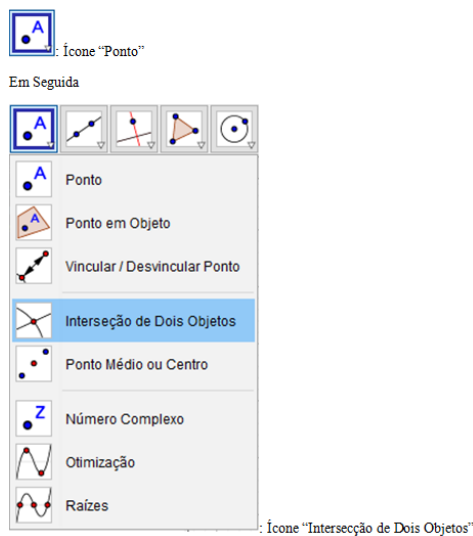 A
: Ícone “Ponto”
Em Seguida
A
A Ponto
A Ponto em Objeto
Vincular / Desvincular Ponto
Interseção de Dois Objetos
Ponto Médio ou Centro
Z Número Complexo
Otimização
Raízes
: Ícone “Intersecção de Dois Objetos”